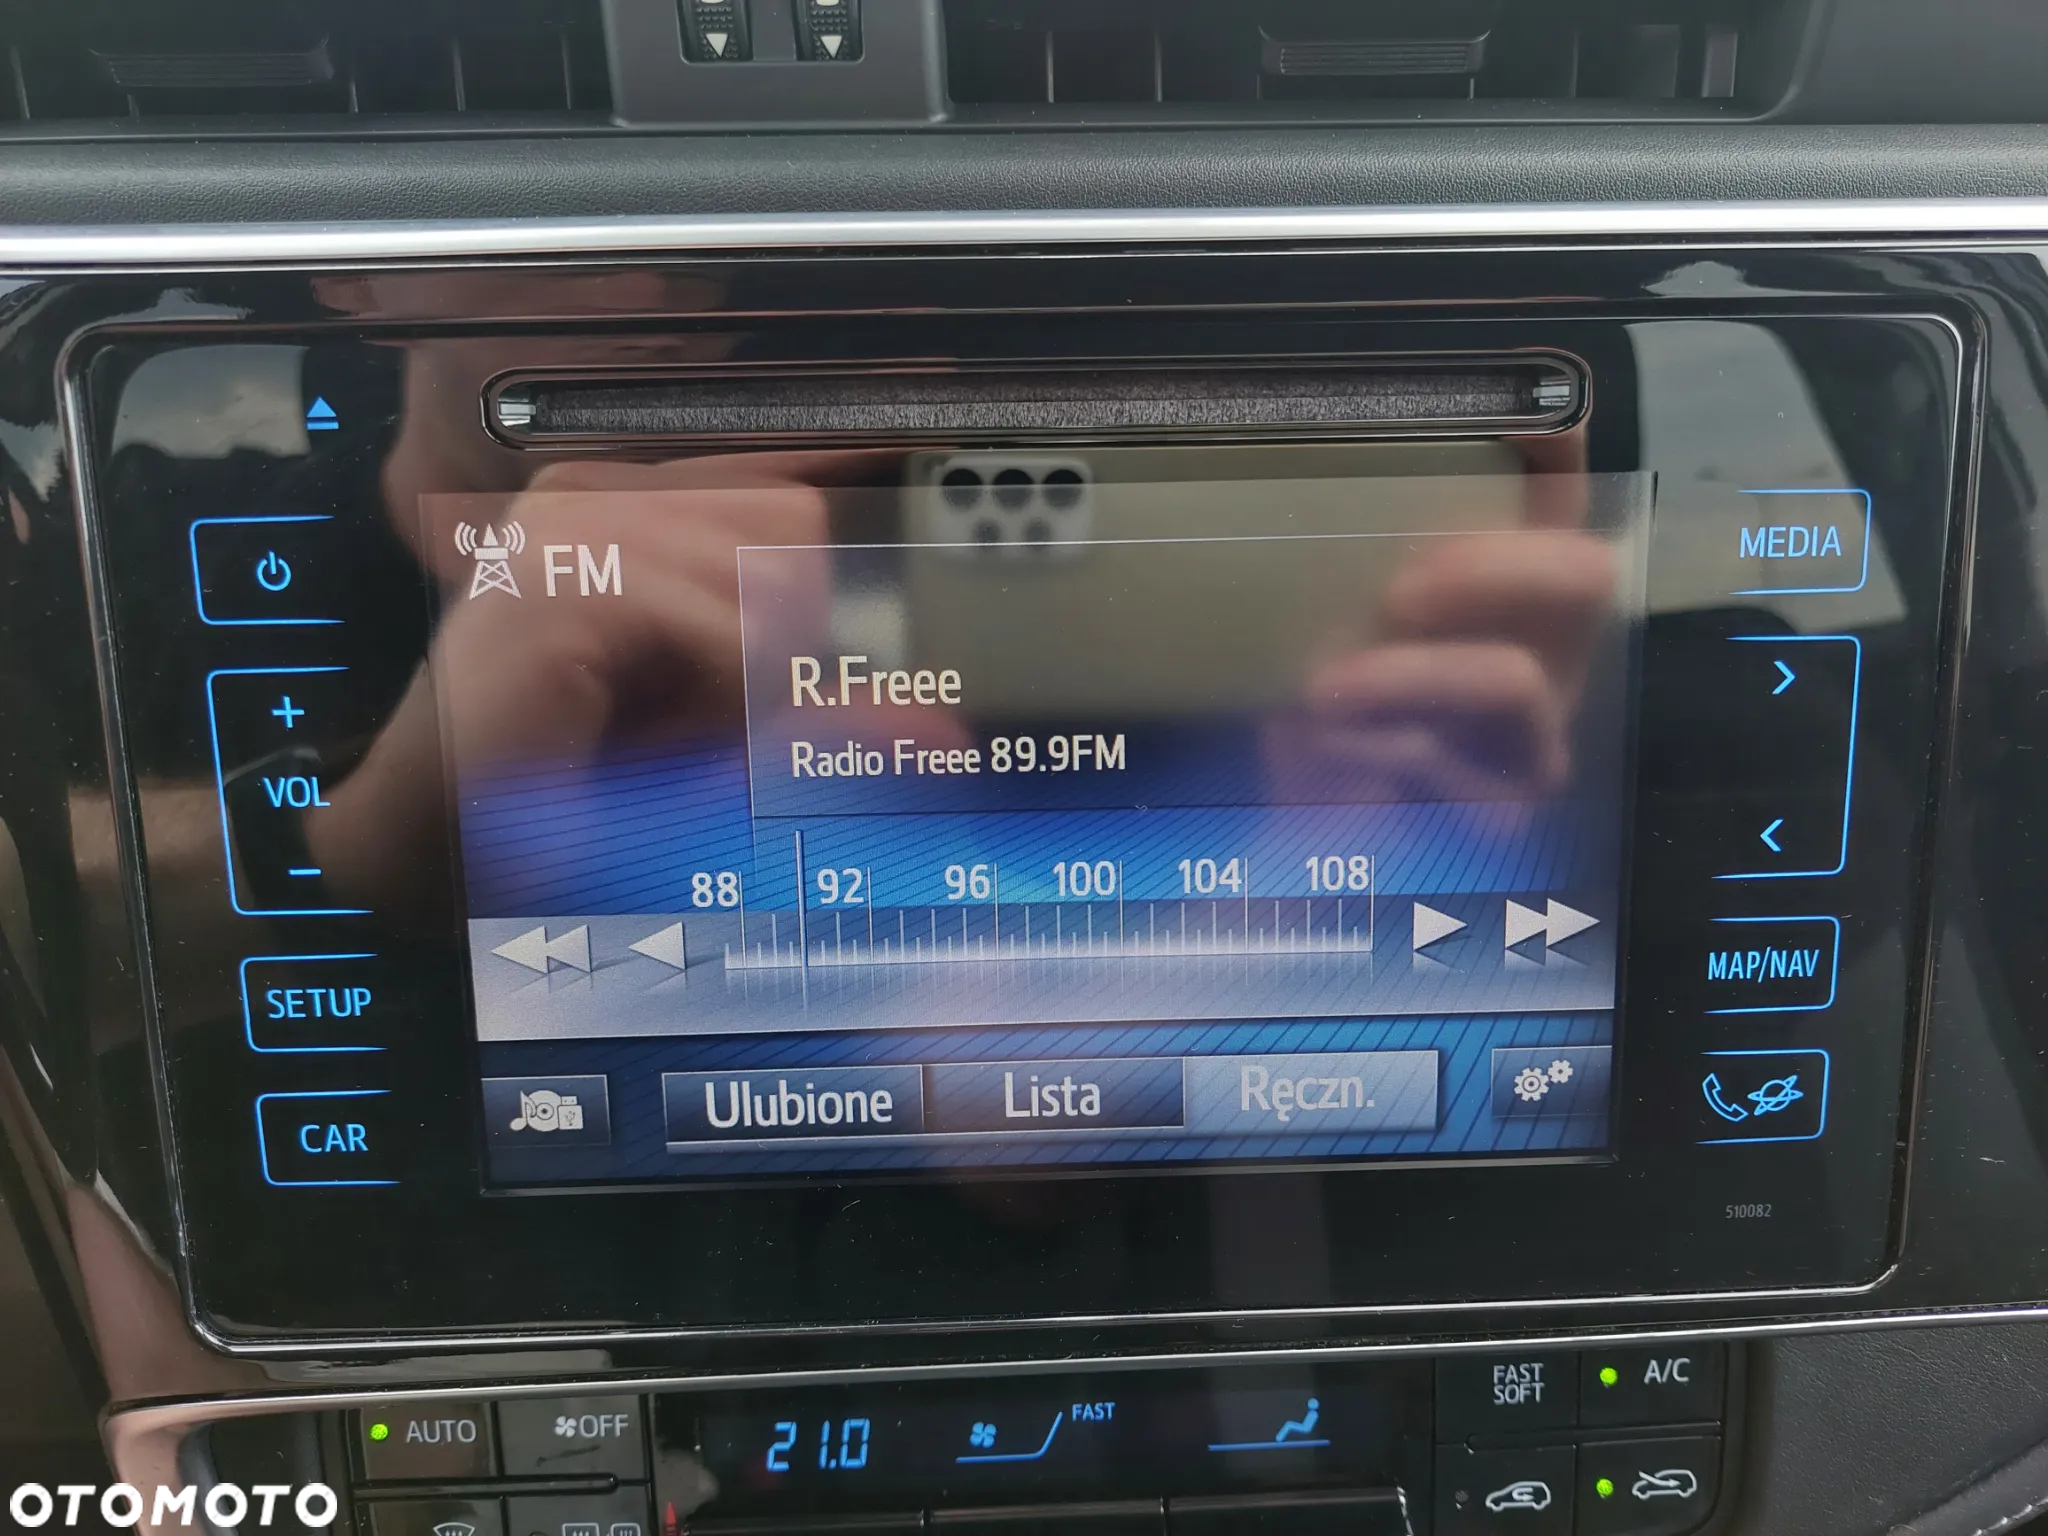 MEDIA
FM
R.Freee
Radio Freee 89.9FM
+
VOL
−
88 92 96 100 104 108
SETUP
MAP/NAV
Ulubione Lista Ręczn.
CAR
510082
AUTO
OFF
21.0
FAST
FAST
SOFT
A/C
OTOMOTO